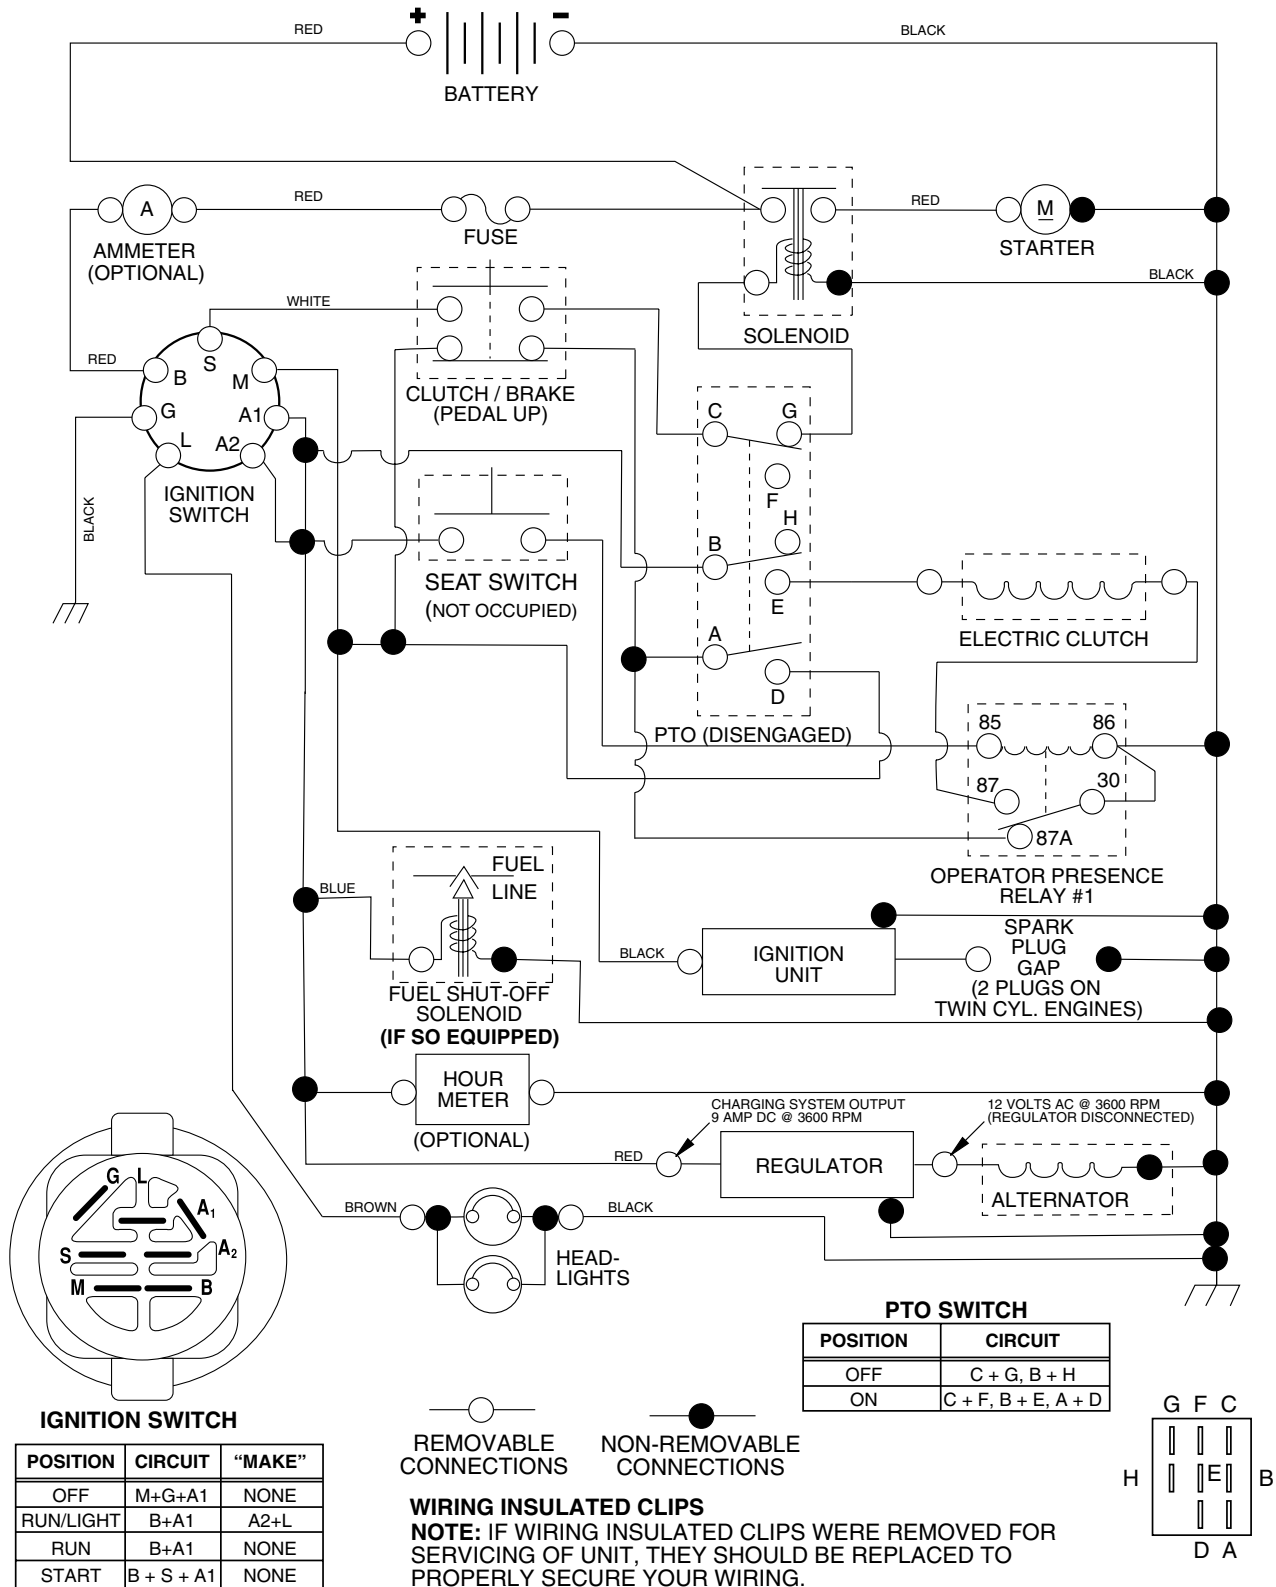 + −
RED
BLACK
BATTERY
A
RED
RED
M
AMMETER
(OPTIONAL)
FUSE
STARTER
BLACK
WHITE
SOLENOID
RED
S
B
M
G
A1
L
A2
CLUTCH / BRAKE
(PEDAL UP)
C
G
F
H
B
E
A
D
IGNITION
SWITCH
BLACK
SEAT SWITCH
(NOT OCCUPIED)
ELECTRIC CLUTCH
PTO (DISENGAGED)
85
86
87
30
87A
OPERATOR PRESENCE
RELAY #1
FUEL
LINE
BLUE
BLACK
IGNITION
UNIT
SPARK
PLUG
GAP
(2 PLUGS ON
TWIN CYL. ENGINES)
FUEL SHUT-OFF
SOLENOID
(IF SO EQUIPPED)
HOUR
METER
(OPTIONAL)
CHARGING SYSTEM OUTPUT
9 AMP DC @ 3600 RPM
12 VOLTS AC @ 3600 RPM
(REGULATOR DISCONNECTED)
RED
REGULATOR
ALTERNATOR
BROWN
BLACK
HEAD-
LIGHTS
G L
A1
S
A2
M
B
IGNITION SWITCH
POSITION CIRCUIT “MAKE”
OFF M+G+A1 NONE
RUN/LIGHT B+A1 A2+L
RUN B+A1 NONE
START B + S + A1 NONE
PTO SWITCH
POSITION CIRCUIT
OFF C + G, B + H
ON C + F, B + E, A + D
REMOVABLE
CONNECTIONS
NON-REMOVABLE
CONNECTIONS
G F C
H E B
D A
WIRING INSULATED CLIPS
NOTE: IF WIRING INSULATED CLIPS WERE REMOVED FOR
SERVICING OF UNIT, THEY SHOULD BE REPLACED TO
PROPERLY SECURE YOUR WIRING.